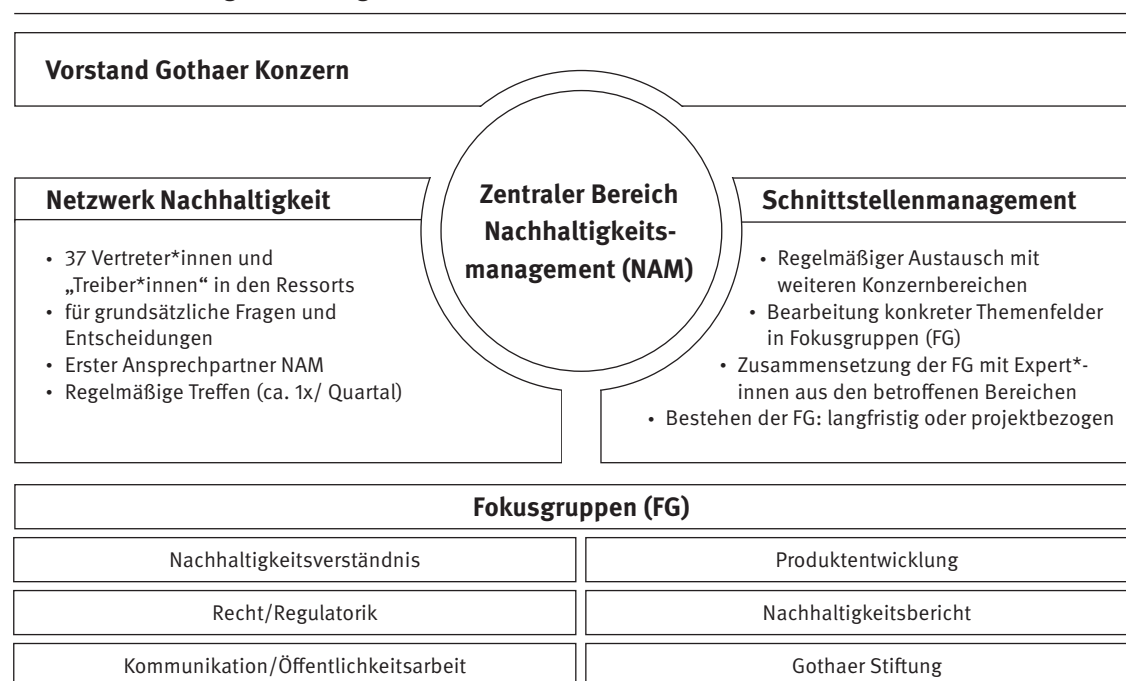 Vorstand Gothaer Konzern
Zentraler Bereich
Nachhaltigkeits-
management (NAM)
Netzwerk Nachhaltigkeit
• 37 Vertreter*innen und
„Treiber*innen“ in den Ressorts
• für grundsätzliche Fragen und
Entscheidungen
• Erster Ansprechpartner NAM
• Regelmäßige Treffen (ca. 1x/ Quartal)
Schnittstellenmanagement
• Regelmäßiger Austausch mit
weiteren Konzernbereichen
• Bearbeitung konkreter Themenfelder
in Fokusgruppen (FG)
• Zusammensetzung der FG mit Expert*-
innen aus den betroffenen Bereichen
• Bestehen der FG: langfristig oder projektbezogen
Fokusgruppen (FG)
Nachhaltigkeitsverständnis
Produktentwicklung
Recht/Regulatorik
Nachhaltigkeitsbericht
Kommunikation/Öffentlichkeitsarbeit
Gothaer Stiftung